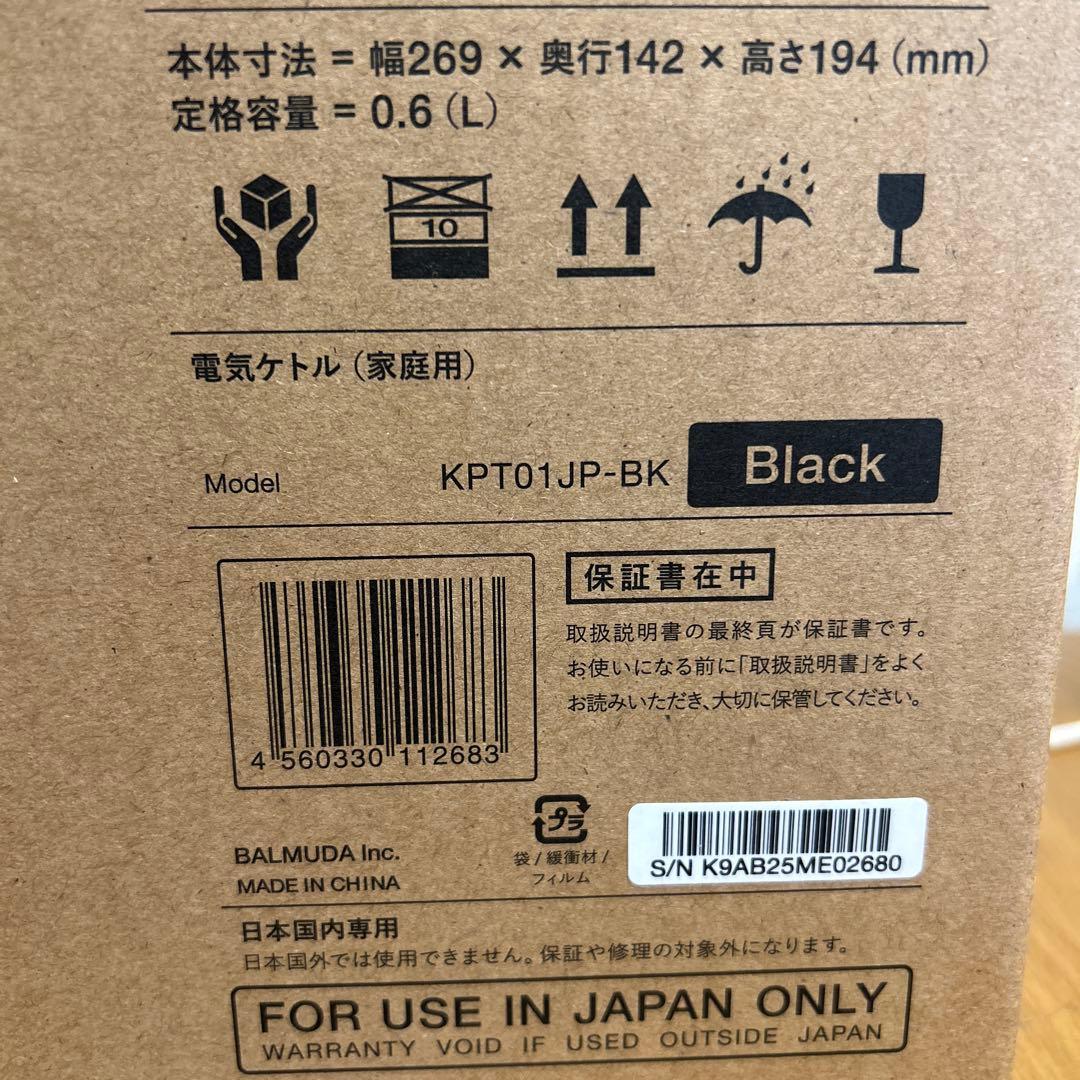 本体寸法 = 幅269 × 奥行142 × 高さ194 (mm)
定格容量 = 0.6 (L)
10
電気ケトル (家庭用)
Model KPT01JP-BK Black
保証書在中
取扱説明書の最終頁が保証書です。
お使いになる前に「取扱説明書」をよく
お読みいただき、大切に保管してください。
4 560330 112683
プラ
袋 / 緩衝材 /
フィルム
S/N K9AB25ME02680
BALMUDA Inc.
MADE IN CHINA
日本国内専用
日本国外では使用できません。保証や修理の対象外になります。
FOR USE IN JAPAN ONLY
WARRANTY VOID IF USED OUTSIDE JAPAN